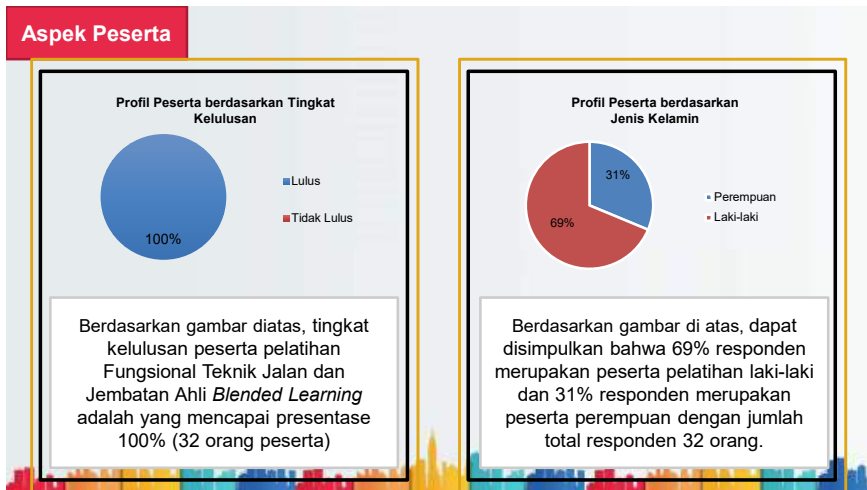 Aspek Peserta
Profil Peserta berdasarkan Tingkat
Kelulusan
Lulus
Tidak Lulus
100%
Berdasarkan gambar diatas, tingkat
kelulusan peserta pelatihan
Fungsional Teknik Jalan dan
Jembatan Ahli Blended Learning
adalah yang mencapai presentase
100% (32 orang peserta)
Profil Peserta berdasarkan
Jenis Kelamin
31%
69%
Perempuan
Laki-laki
Berdasarkan gambar di atas, dapat
disimpulkan bahwa 69% responden
merupakan peserta pelatihan laki-laki
dan 31% responden merupakan
peserta perempuan dengan jumlah
total responden 32 orang.